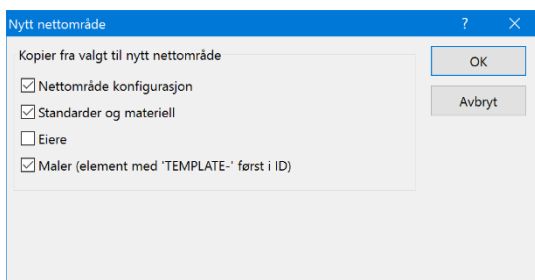 Nytt nettområde
?
Kopier fra valgt til nytt nettområde
OK
Nettområde konfigurasjon
Avbryt
Standarder og materiell
Eiere
Maler (element med 'TEMPLATE-' først i ID)